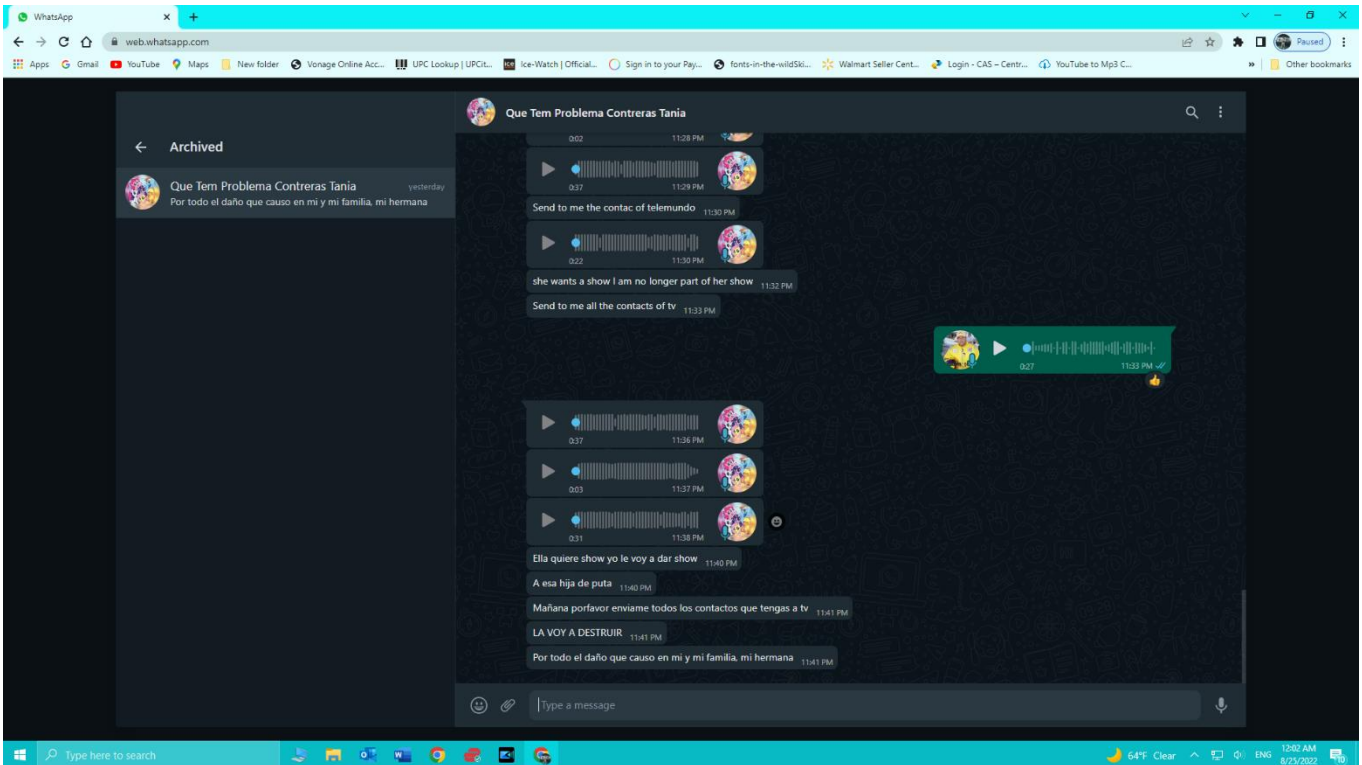 WhatsApp
web.whatsapp.com
Paused
Apps Gmail YouTube Maps New folder Vonage Online Acc... UPC Lookup | UPCit... Ice-Watch | Official... Sign in to your Pay... fonts-in-the-wildSki... Walmart Seller Cent... Login - CAS – Centr... YouTube to Mp3 C... » Other bookmarks
Archived
Que Tem Problema Contreras Tania yesterday
Por todo el daño que causo en mi y mi familia, mi hermana
Que Tem Problema Contreras Tania
0:02 11:28 PM
0:37 11:29 PM
Send to me the contac of telemundo 11:30 PM
0:22 11:30 PM
she wants a show I am no longer part of her show 11:32 PM
Send to me all the contacts of tv 11:33 PM
0:27 11:33 PM
0:37 11:36 PM
0:03 11:37 PM
0:31 11:38 PM
Ella quiere show yo le voy a dar show 11:40 PM
A esa hija de puta 11:40 PM
Mañana porfavor enviame todos los contactos que tengas a tv 11:41 PM
LA VOY A DESTRUIR 11:41 PM
Por todo el daño que causo en mi y mi familia, mi hermana 11:41 PM
Type a message
Type here to search
64°F Clear
ENG
12:02 AM
8/25/2022